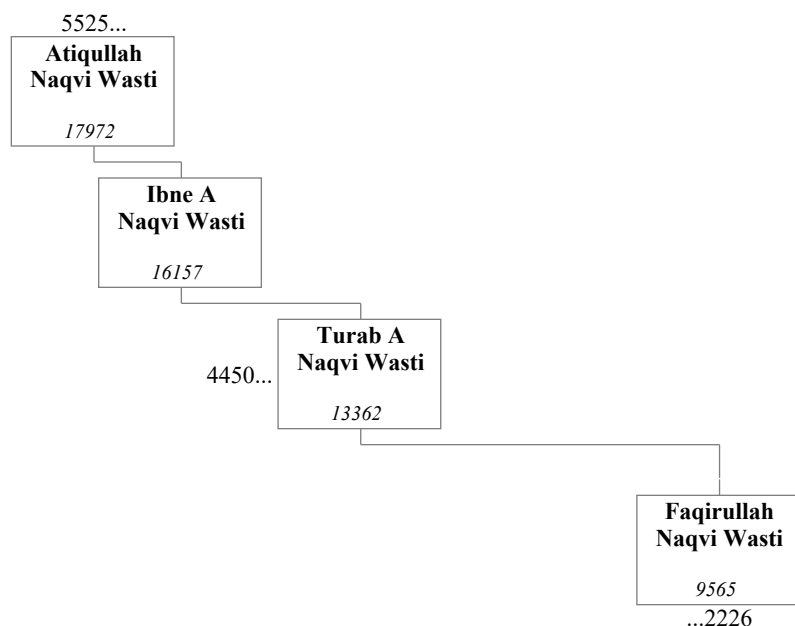 5525...
Atiqullah
Naqvi Wasti
17972
Ibne A
Naqvi Wasti
16157
Turab A
Naqvi Wasti
4450...
13362
Faqirullah
Naqvi Wasti
9565
...2226